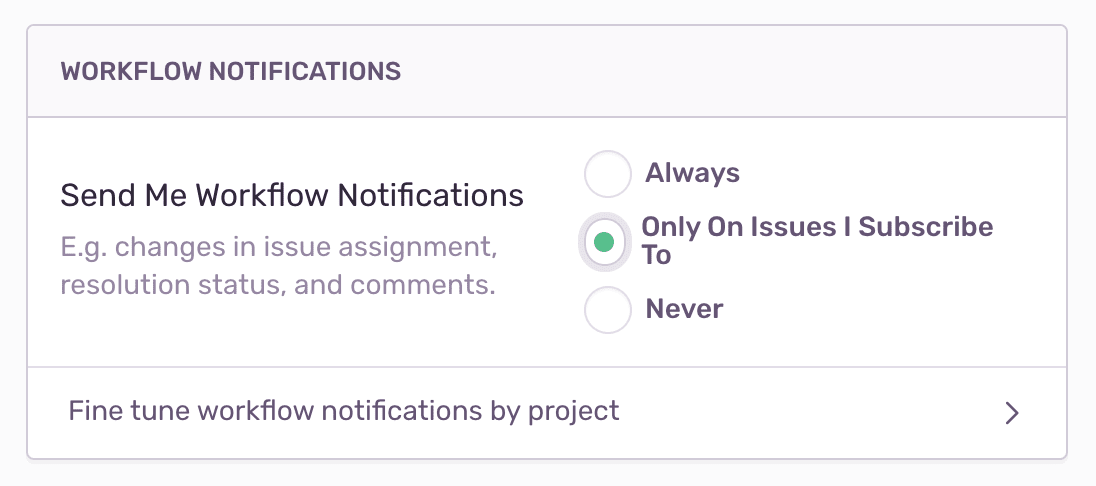 WORKFLOW NOTIFICATIONS
Send Me Workflow Notifications
E.g. changes in issue assignment,
resolution status, and comments.
Always
Only On Issues I Subscribe
To
Never
Fine tune workflow notifications by project